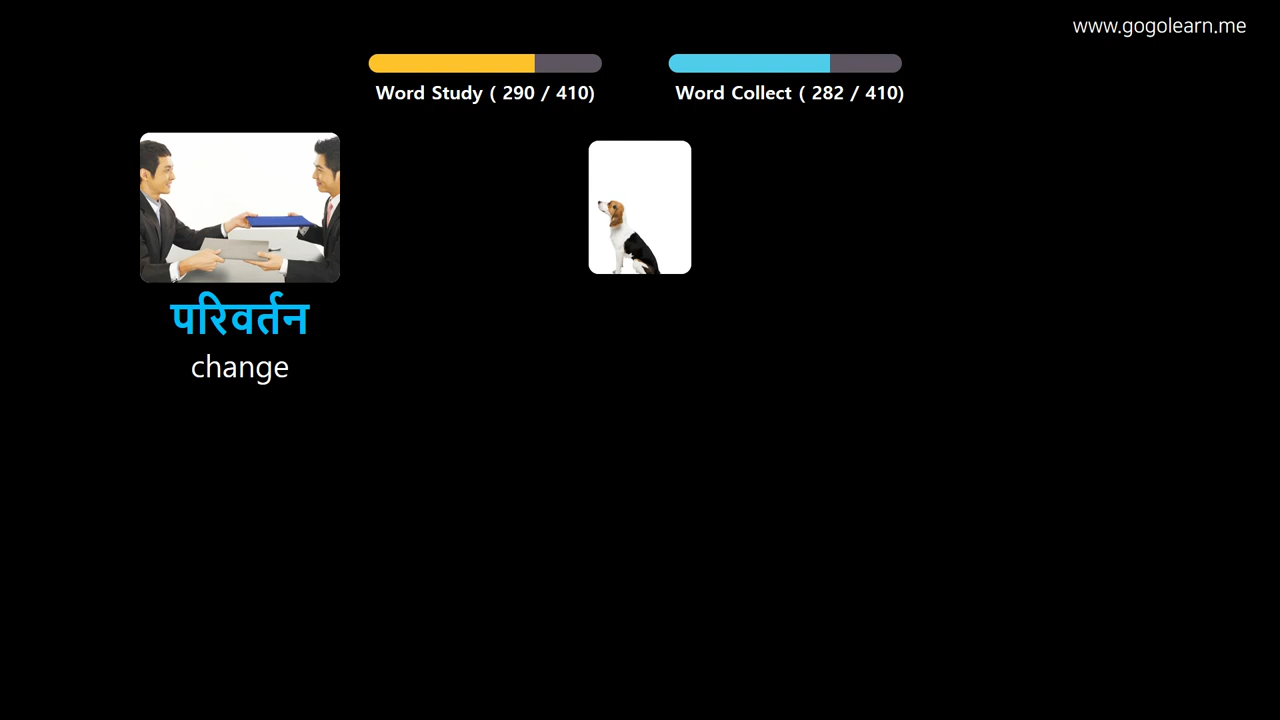 www.gogolearn.me
Word Study ( 290 / 410)
Word Collect ( 282 / 410)
परिवर्तन
change